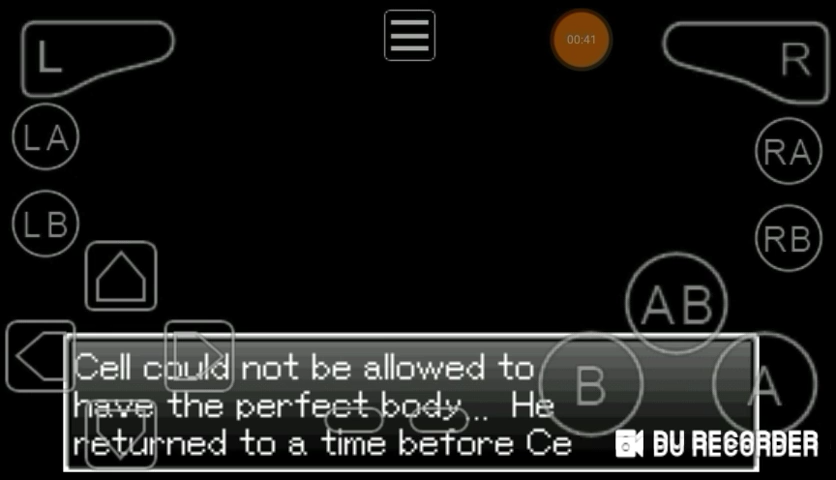 L
00:41
R
LA
RA
LB
RB
AB
B
A
Cell could not be allowed to
have the perfect body... He
returned to a time before Ce
DU RECORDER